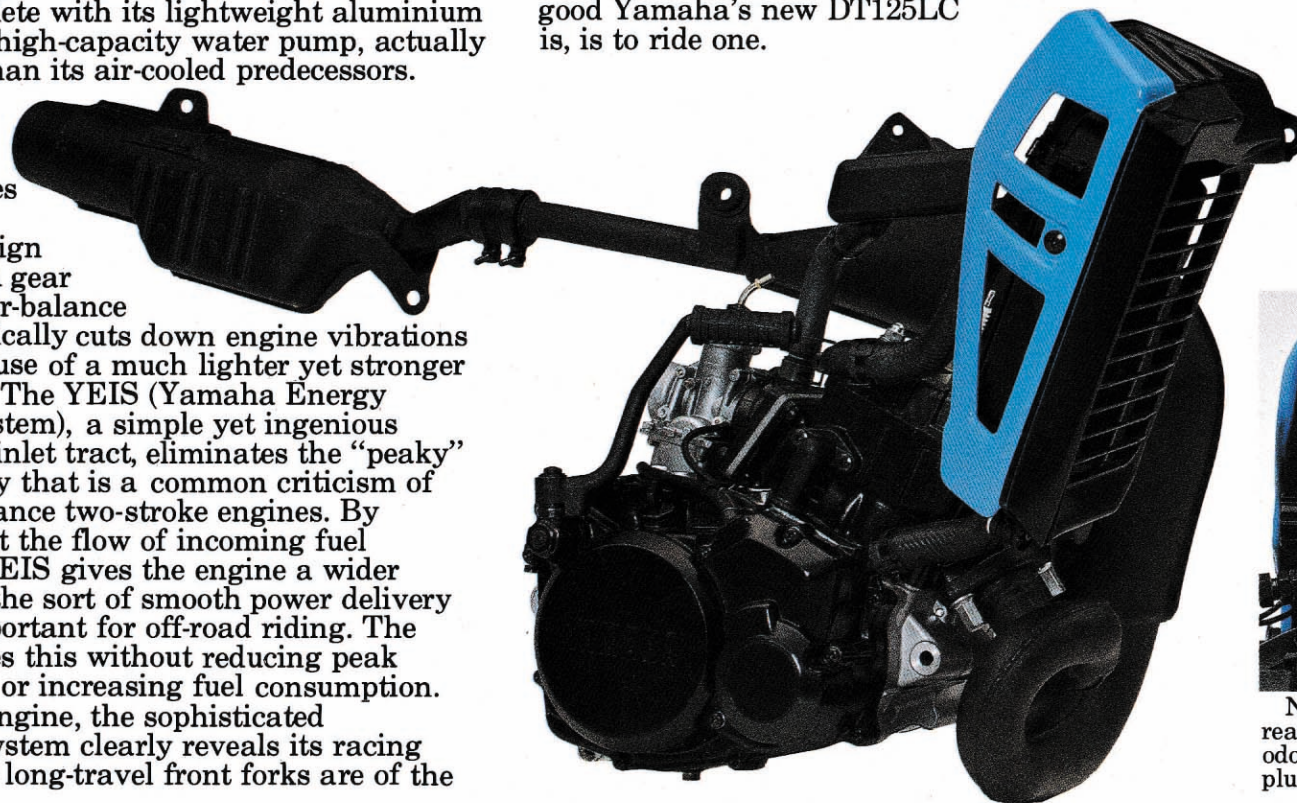 ete with its lightweight aluminium
high-capacity water pump, actually
han its air-cooled predecessors.
es
ign
gear
r-balance
ically cuts down engine vibrations
use of a much lighter yet stronger
The YEIS (Yamaha Energy
stem), a simple yet ingenious
inlet tract, eliminates the “peaky”
y that is a common criticism of
ance two-stroke engines. By
t the flow of incoming fuel
EIS gives the engine a wider
the sort of smooth power delivery
portant for off-road riding. The
es this without reducing peak
or increasing fuel consumption.
ngine, the sophisticated
ystem clearly reveals its racing
long-travel front forks are of the
good Yamaha's new DT125LC
is, is to ride one.
N
rea
odo
plu